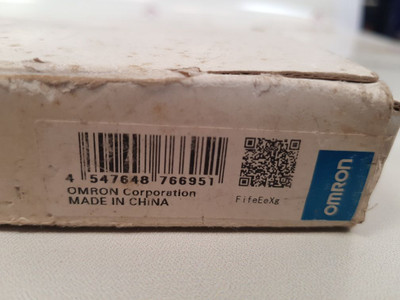 4 547648 766951
OMRON Corporation
MADE IN CHINA
FifeEeXg
OMRON